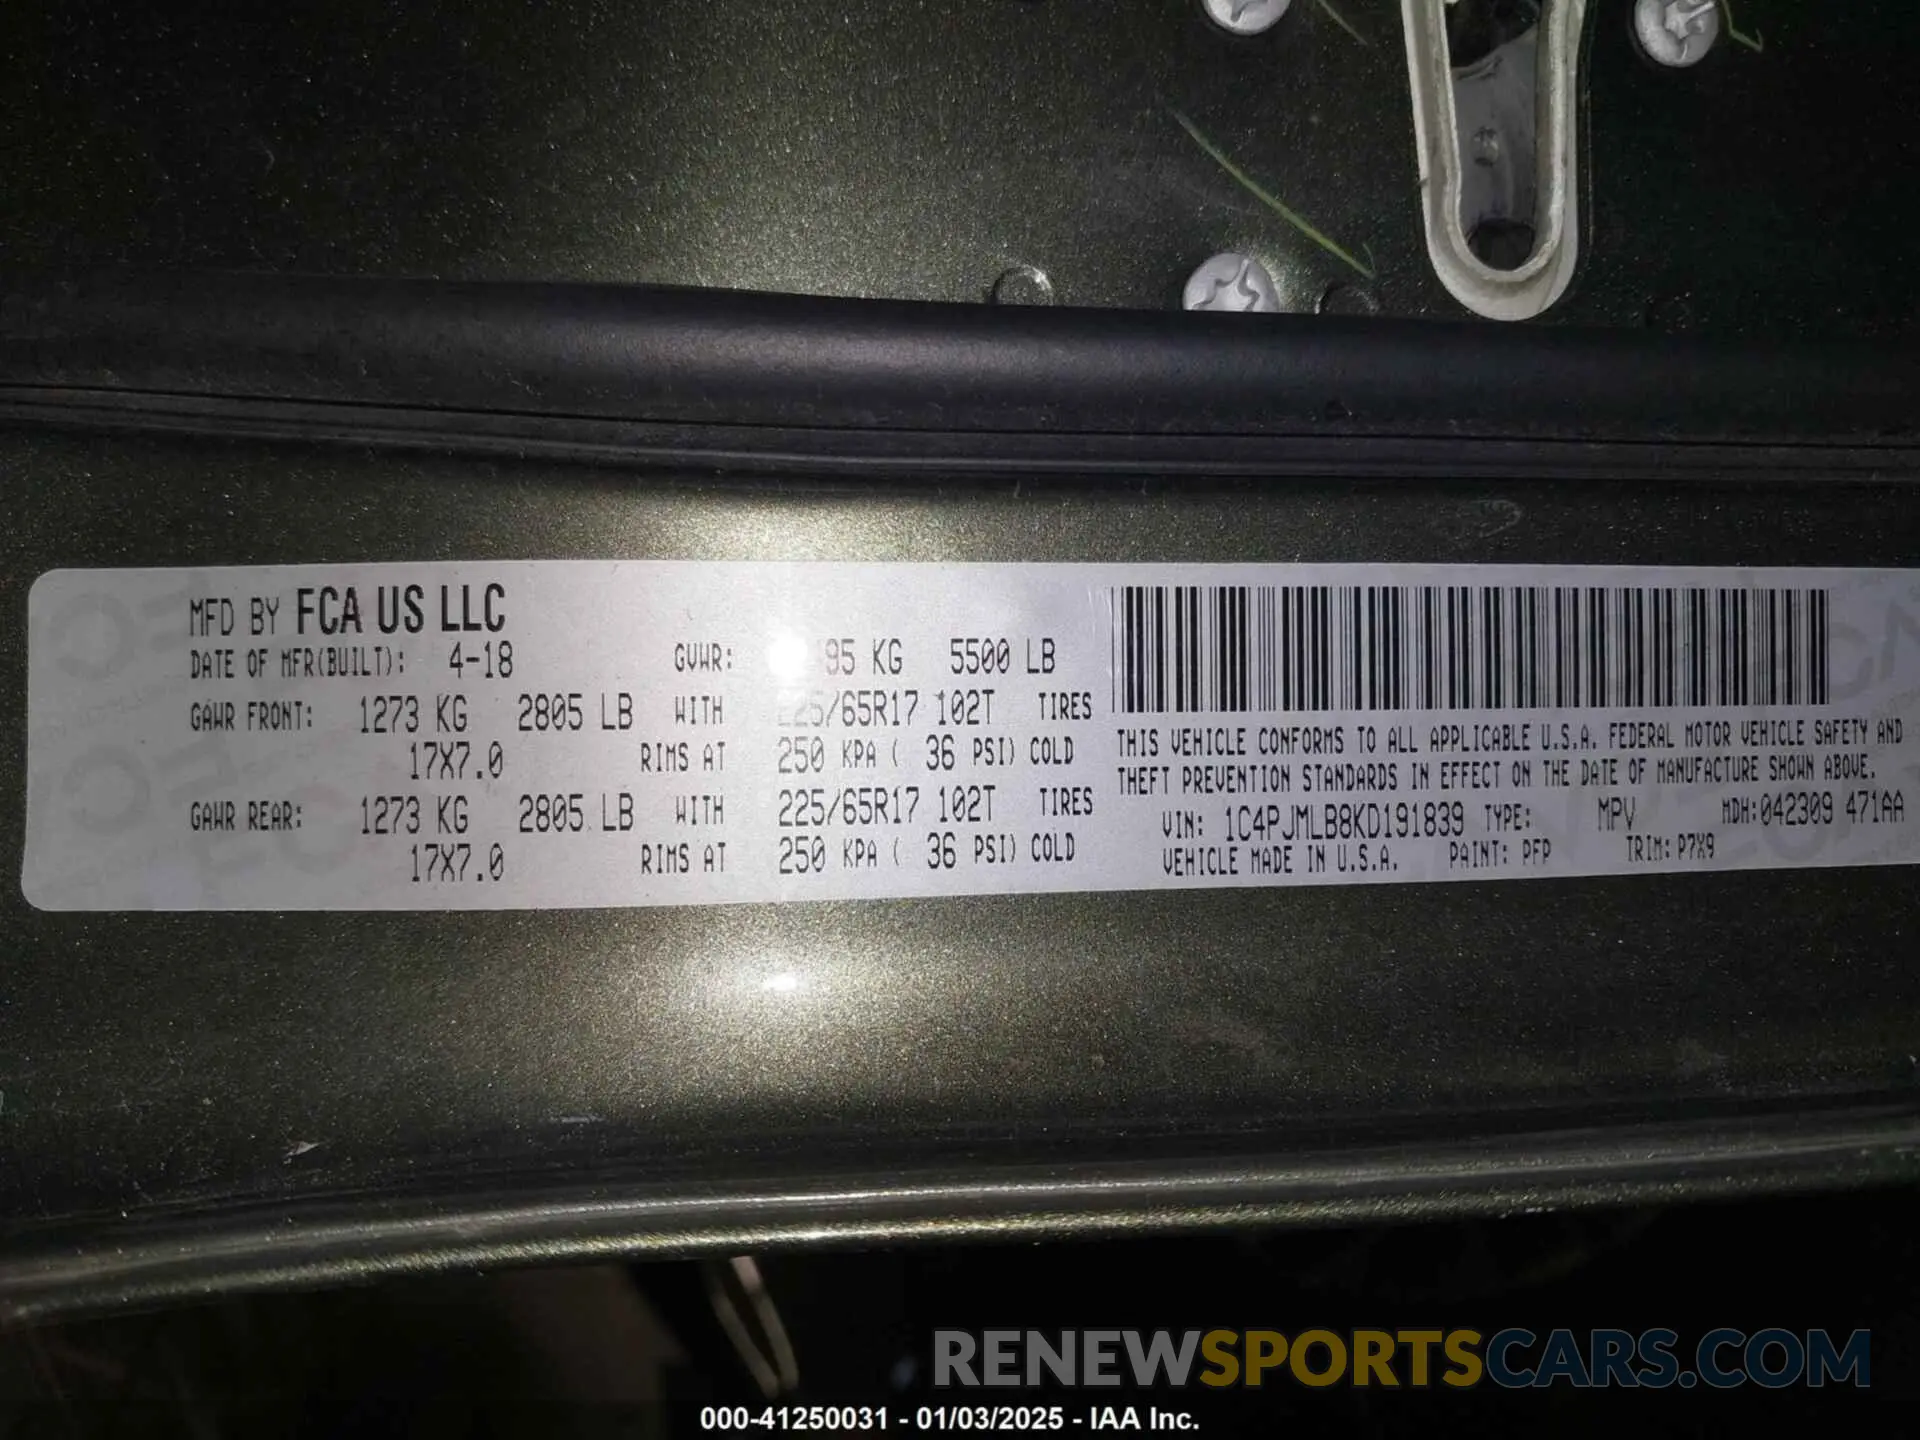 MFD BY FCA US LLC
DATE OF MFR(BUILT): 4-18 GVWR: 95 KG 5500 LB
GAWR FRONT: 1273 KG 2805 LB WITH 225/65R17 102T TIRES
17X7.0 RIMS AT 250 KPA ( 36 PSI) COLD
GAWR REAR: 1273 KG 2805 LB WITH 225/65R17 102T TIRES
17X7.0 RIMS AT 250 KPA ( 36 PSI) COLD
THIS VEHICLE CONFORMS TO ALL APPLICABLE U.S.A. FEDERAL MOTOR VEHICLE SAFETY AND
THEFT PREVENTION STANDARDS IN EFFECT ON THE DATE OF MANUFACTURE SHOWN ABOVE.
VIN: 1C4PJMLB8KD191839 TYPE: MPV MDH:042309 471AA
VEHICLE MADE IN U.S.A. PAINT: PFP TRIM: P7X9
RENEWSPORTSCARS.COM
000-41250031 - 01/03/2025 - IAA Inc.